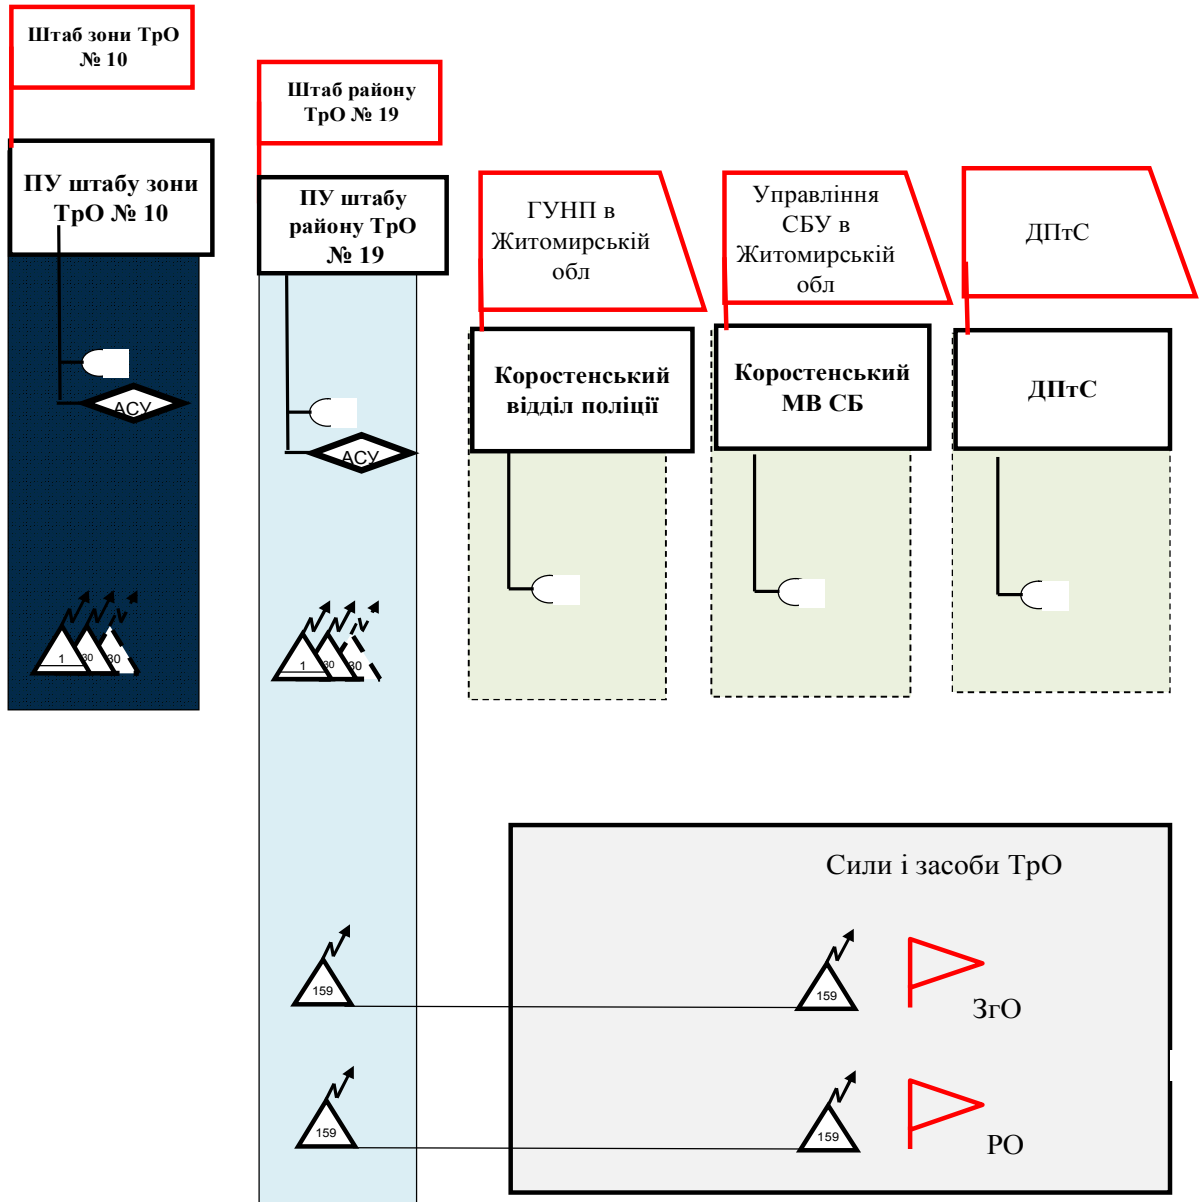 Штаб зони ТрО
№ 10
Штаб району
ТрО № 19
ПУ штабу зони
ТрО № 10
ПУ штабу
району ТрО
№ 19
ГУНП в
Житомирській
обл
Управління
СБУ в
Житомирській
обл
ДПтС
Коростенський
відділ поліції
Коростенський
МВ СБ
ДПтС
АСУ
АСУ
1
30
30
1
30
30
Сили і засоби ТрО
159
159
ЗгО
159
159
РО